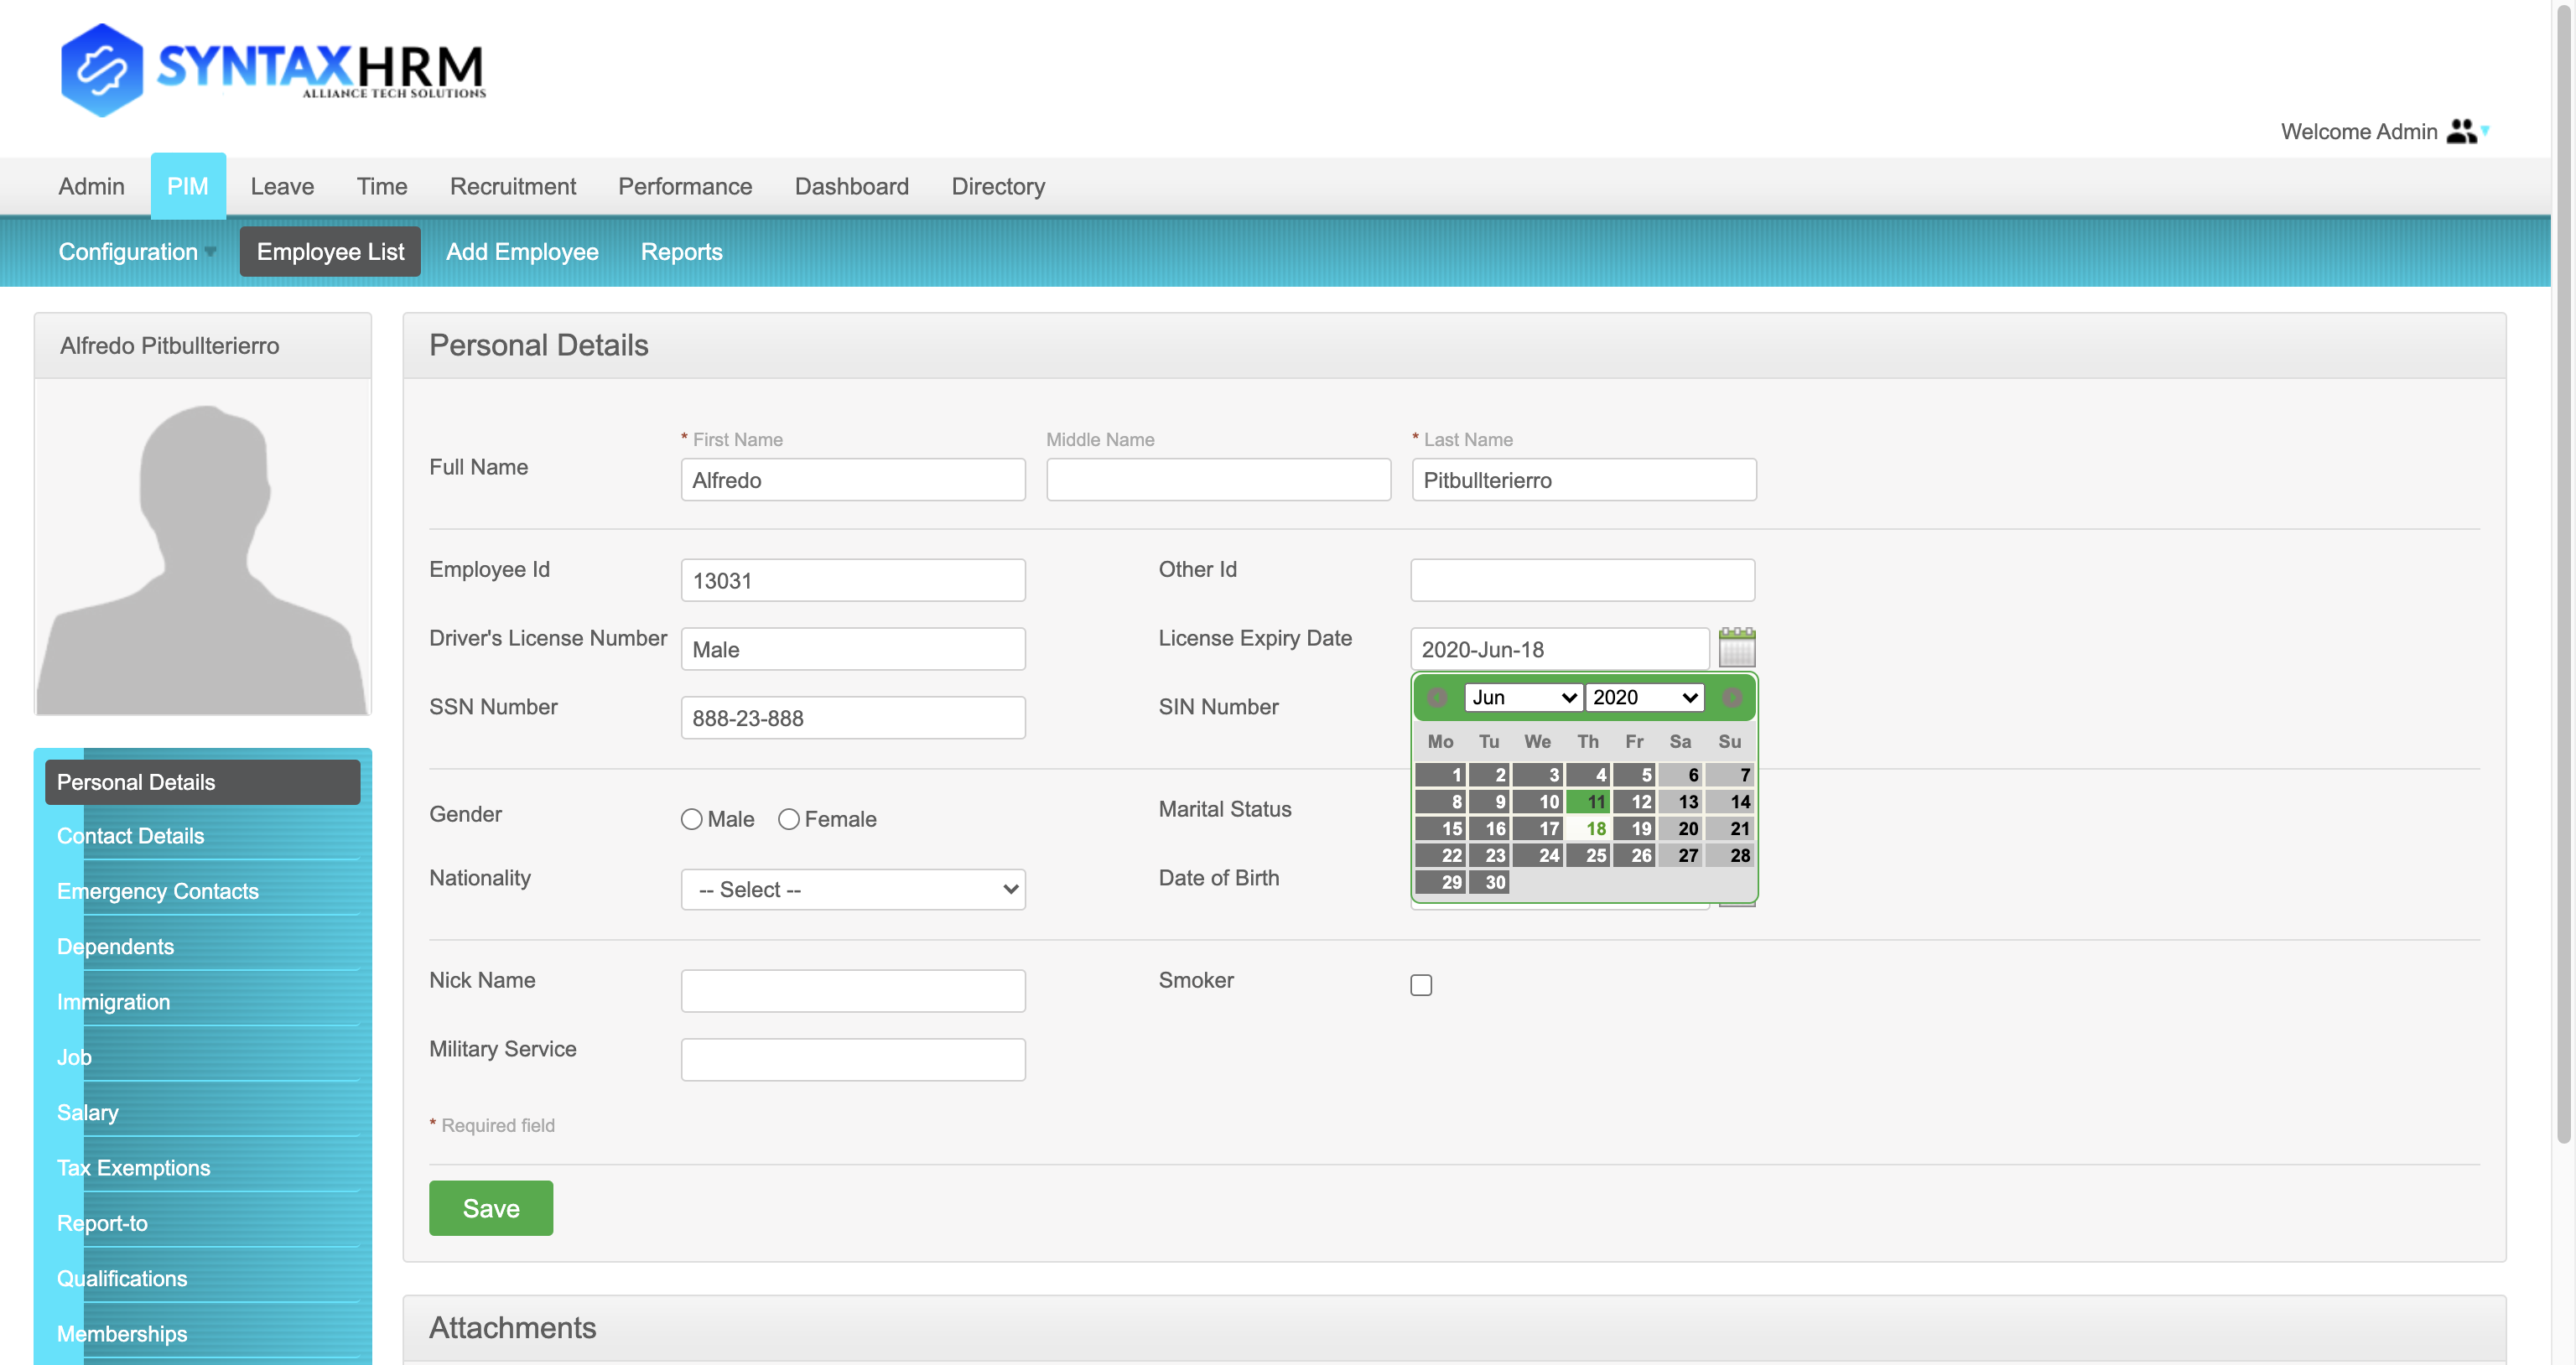 SYNTAXHRM
ALLIANCE TECH SOLUTIONS
Welcome Admin
Admin PIM Leave Time Recruitment Performance Dashboard Directory
Configuration Employee List Add Employee Reports
Alfredo Pitbullterierro
Personal Details
Contact Details
Emergency Contacts
Dependents
Immigration
Job
Salary
Tax Exemptions
Report-to
Qualifications
Memberships
Personal Details
* First Name Middle Name * Last Name
Full Name Alfredo Pitbullterierro
Employee Id 13031 Other Id
Driver's License Number Male License Expiry Date 2020-Jun-18
SSN Number 888-23-888 SIN Number
Jun 2020
Mo Tu We Th Fr Sa Su
1 2 3 4 5 6 7
8 9 10 11 12 13 14
15 16 17 18 19 20 21
22 23 24 25 26 27 28
29 30
Gender Male Female Marital Status
Nationality -- Select -- Date of Birth
Nick Name Smoker
Military Service
* Required field
Save
Attachments